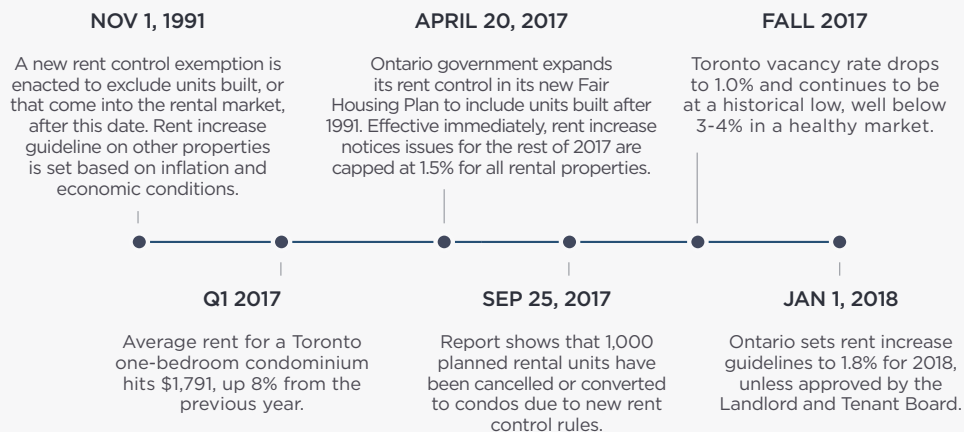 NOV 1, 1991
A new rent control exemption is
enacted to exclude units built, or
that come into the rental market,
after this date. Rent increase
guideline on other properties
is set based on inflation and
economic conditions.
Q1 2017
Average rent for a Toronto
one-bedroom condominium
hits $1,791, up 8% from the
previous year.
APRIL 20, 2017
Ontario government expands
its rent control in its new Fair
Housing Plan to include units built after
1991. Effective immediately, rent increase
notices issues for the rest of 2017 are
capped at 1.5% for all rental properties.
SEP 25, 2017
Report shows that 1,000
planned rental units have
been cancelled or converted
to condos due to new rent
control rules.
FALL 2017
Toronto vacancy rate drops
to 1.0% and continues to be
at a historical low, well below
3-4% in a healthy market.
JAN 1, 2018
Ontario sets rent increase
guidelines to 1.8% for 2018,
unless approved by the
Landlord and Tenant Board.